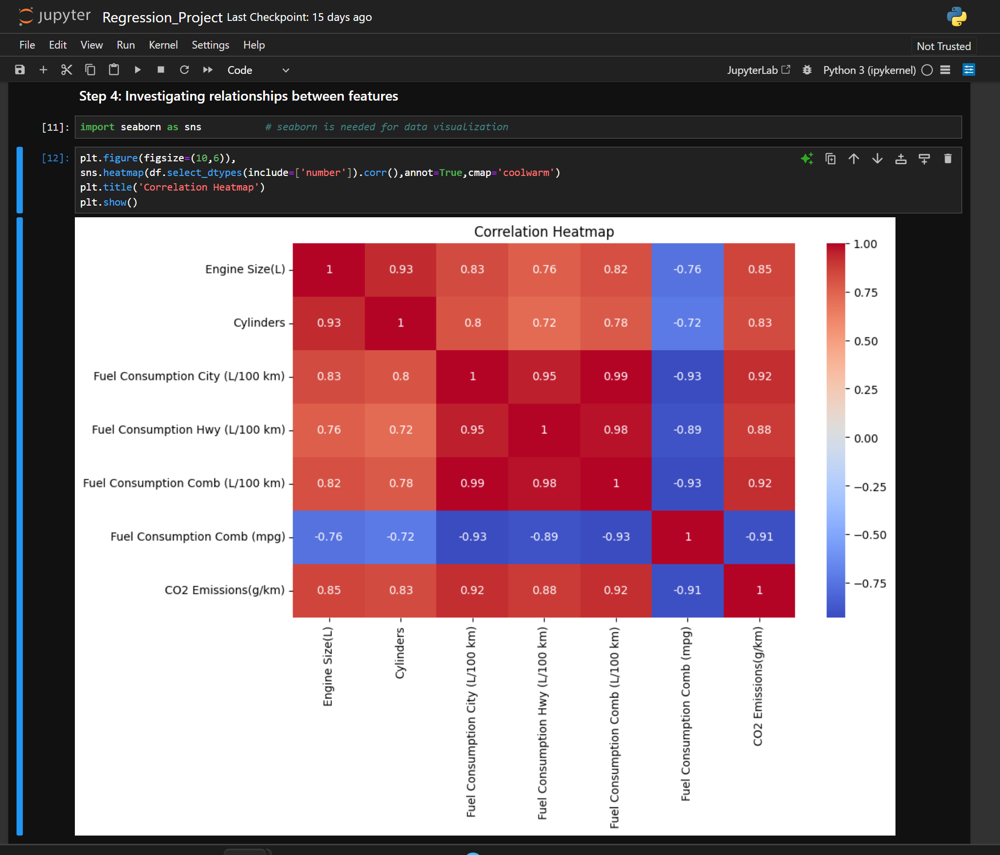 jupyter Regression_Project Last Checkpoint: 15 days ago
File Edit View Run Kernel Settings Help Not Trusted
Code JupyterLab Python 3 (ipykernel)
Step 4: Investigating relationships between features
[11]: import seaborn as sns # seaborn is needed for data visualization
[12]: plt.figure(figsize=(10,6)),
sns.heatmap(df.select_dtypes(include=['number']).corr(),annot=True,cmap='coolwarm')
plt.title('Correlation Heatmap')
plt.show()
Correlation Heatmap
Engine Size(L) 1 0.93 0.83 0.76 0.82 -0.76 0.85
Cylinders 0.93 1 0.8 0.72 0.78 -0.72 0.83
Fuel Consumption City (L/100 km) 0.83 0.8 1 0.95 0.99 -0.93 0.92
Fuel Consumption Hwy (L/100 km) 0.76 0.72 0.95 1 0.98 -0.89 0.88
Fuel Consumption Comb (L/100 km) 0.82 0.78 0.99 0.98 1 -0.93 0.92
Fuel Consumption Comb (mpg) -0.76 -0.72 -0.93 -0.89 -0.93 1 -0.91
CO2 Emissions(g/km) 0.85 0.83 0.92 0.88 0.92 -0.91 1
Engine Size(L)
Cylinders
Fuel Consumption City (L/100 km)
Fuel Consumption Hwy (L/100 km)
Fuel Consumption Comb (L/100 km)
Fuel Consumption Comb (mpg)
CO2 Emissions(g/km)
1.00
0.75
0.50
0.25
0.00
−0.25
−0.50
−0.75